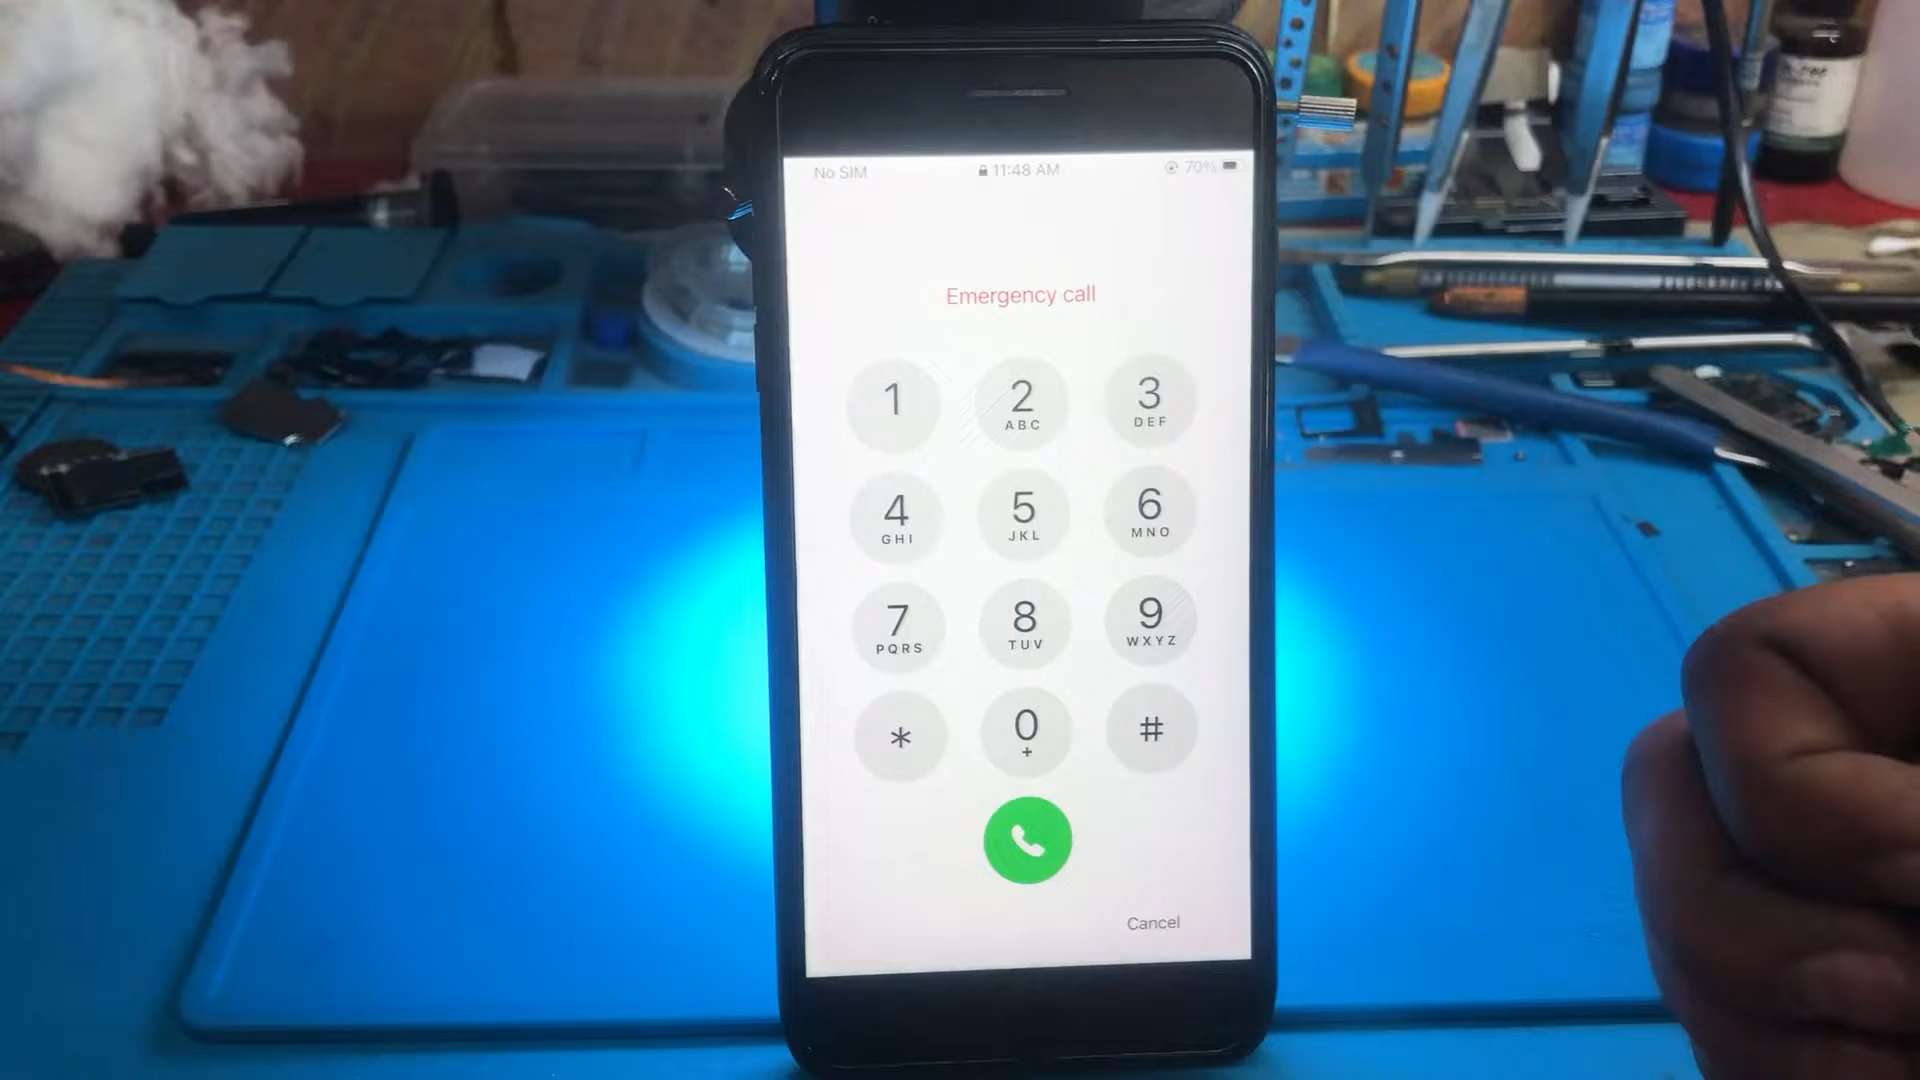 No SIM 11:48 AM 70%
Emergency call
1 2 3
ABC DEF
4 5 6
GHI JKL MNO
7 8 9
PQRS TUV WXYZ
* 0 #
+
Cancel